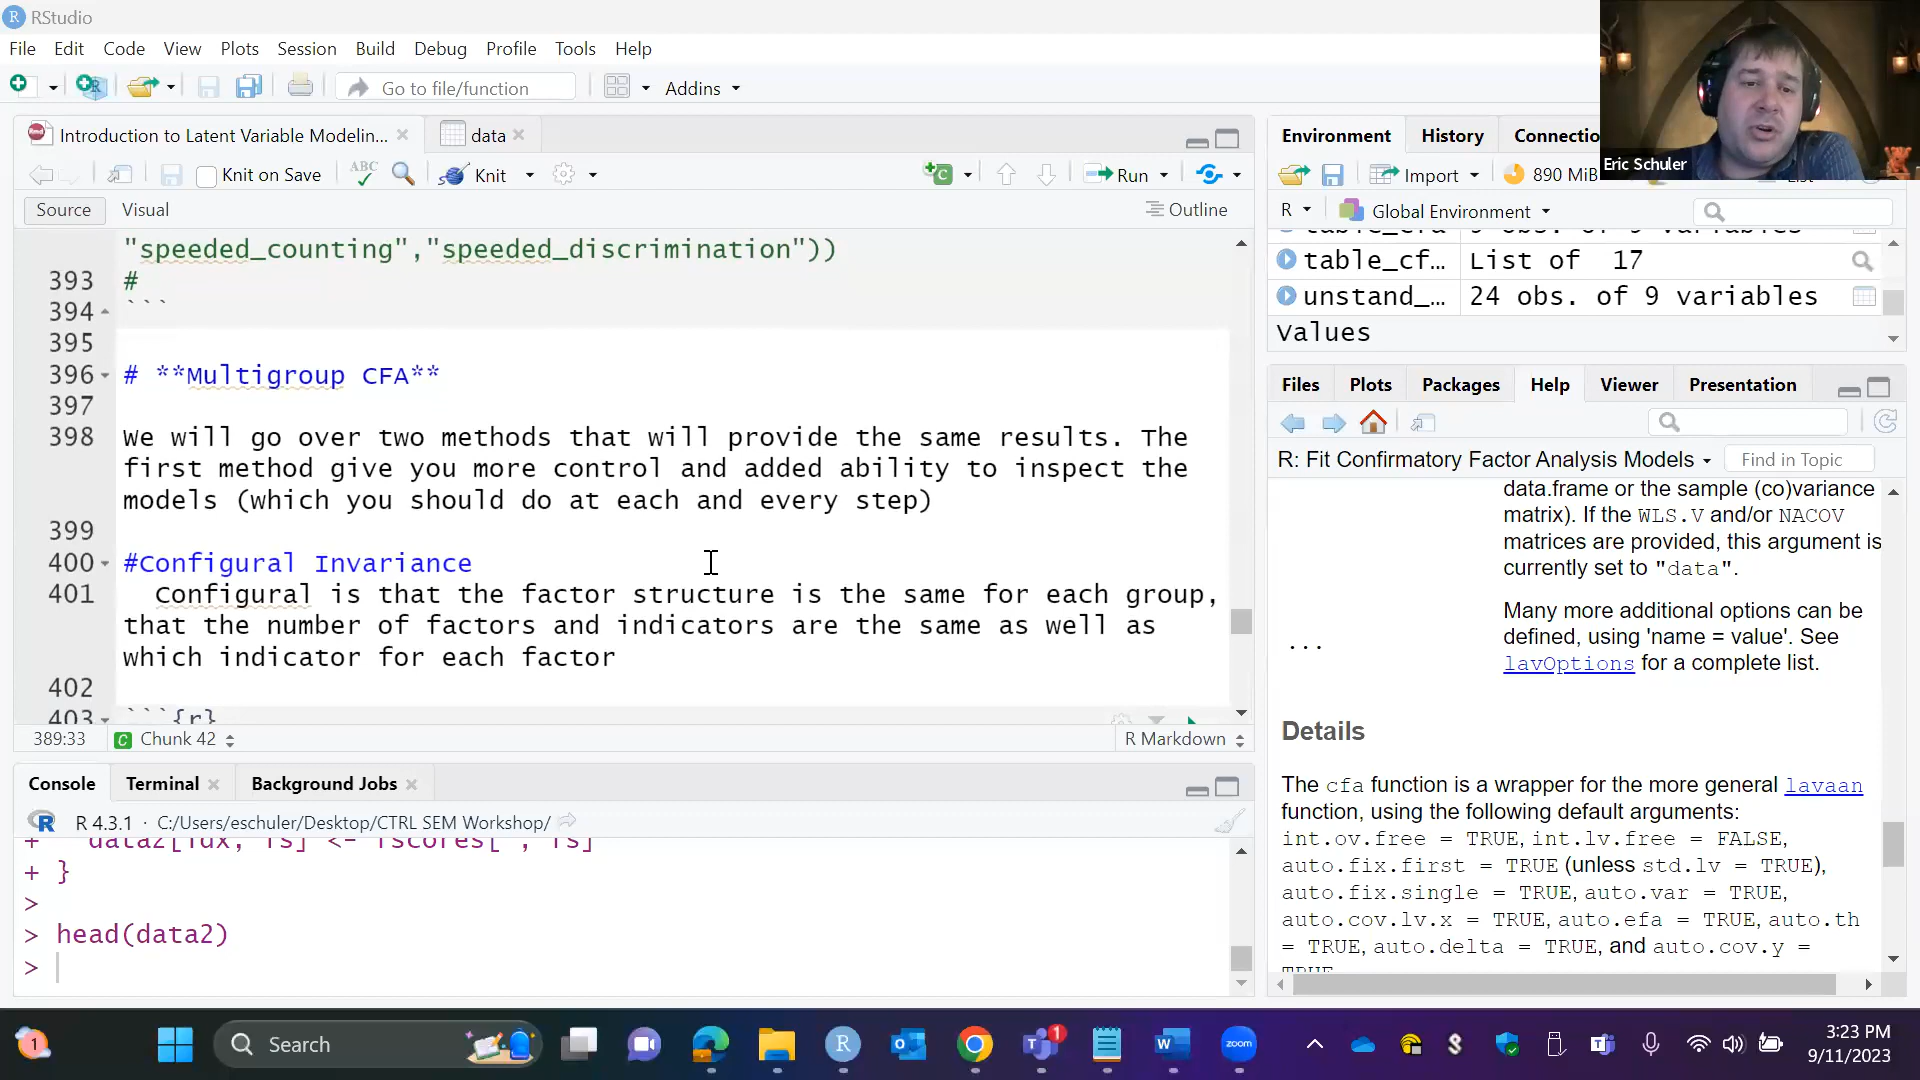 RStudio
File Edit Code View Plots Session Build Debug Profile Tools Help
Go to file/function
Addins
Introduction to Latent Variable Modelin...
data
Knit on Save
ABC
Knit
Run
Source Visual
Outline
"speeded_counting","speeded_discrimination"))
393 #
394 ```
395
396 # **Multigroup CFA**
397
398 We will go over two methods that will provide the same results. The
first method give you more control and added ability to inspect the
models (which you should do at each and every step)
399
400 #Configural Invariance
401 Configural is that the factor structure is the same for each group,
that the number of factors and indicators are the same as well as
which indicator for each factor
402
403 ```{r}
389:33 Chunk 42
R Markdown
Console Terminal Background Jobs
R 4.3.1 · C:/Users/eschuler/Desktop/CTRL SEM Workshop/
+ data2[idx, fs] <- fscores[ , fs]
+ }
>
> head(data2)
>
Environment History Connectio
Import
890 MiB
Eric Schuler
R Global Environment
table_cf... List of 17
unstand_... 24 obs. of 9 variables
Values
Files Plots Packages Help Viewer Presentation
R: Fit Confirmatory Factor Analysis Models
Find in Topic
data.frame or the sample (co)variance
matrix). If the WLS.V and/or NACOV
matrices are provided, this argument is
currently set to "data".
...
Many more additional options can be
defined, using 'name = value'. See
lavOptions for a complete list.
Details
The cfa function is a wrapper for the more general lavaan
function, using the following default arguments:
int.ov.free = TRUE, int.lv.free = FALSE,
auto.fix.first = TRUE (unless std.lv = TRUE),
auto.fix.single = TRUE, auto.var = TRUE,
auto.cov.lv.x = TRUE, auto.efa = TRUE, auto.th
= TRUE, auto.delta = TRUE, and auto.cov.y =
TRUE
1
Search
1
zoom
3:23 PM
9/11/2023